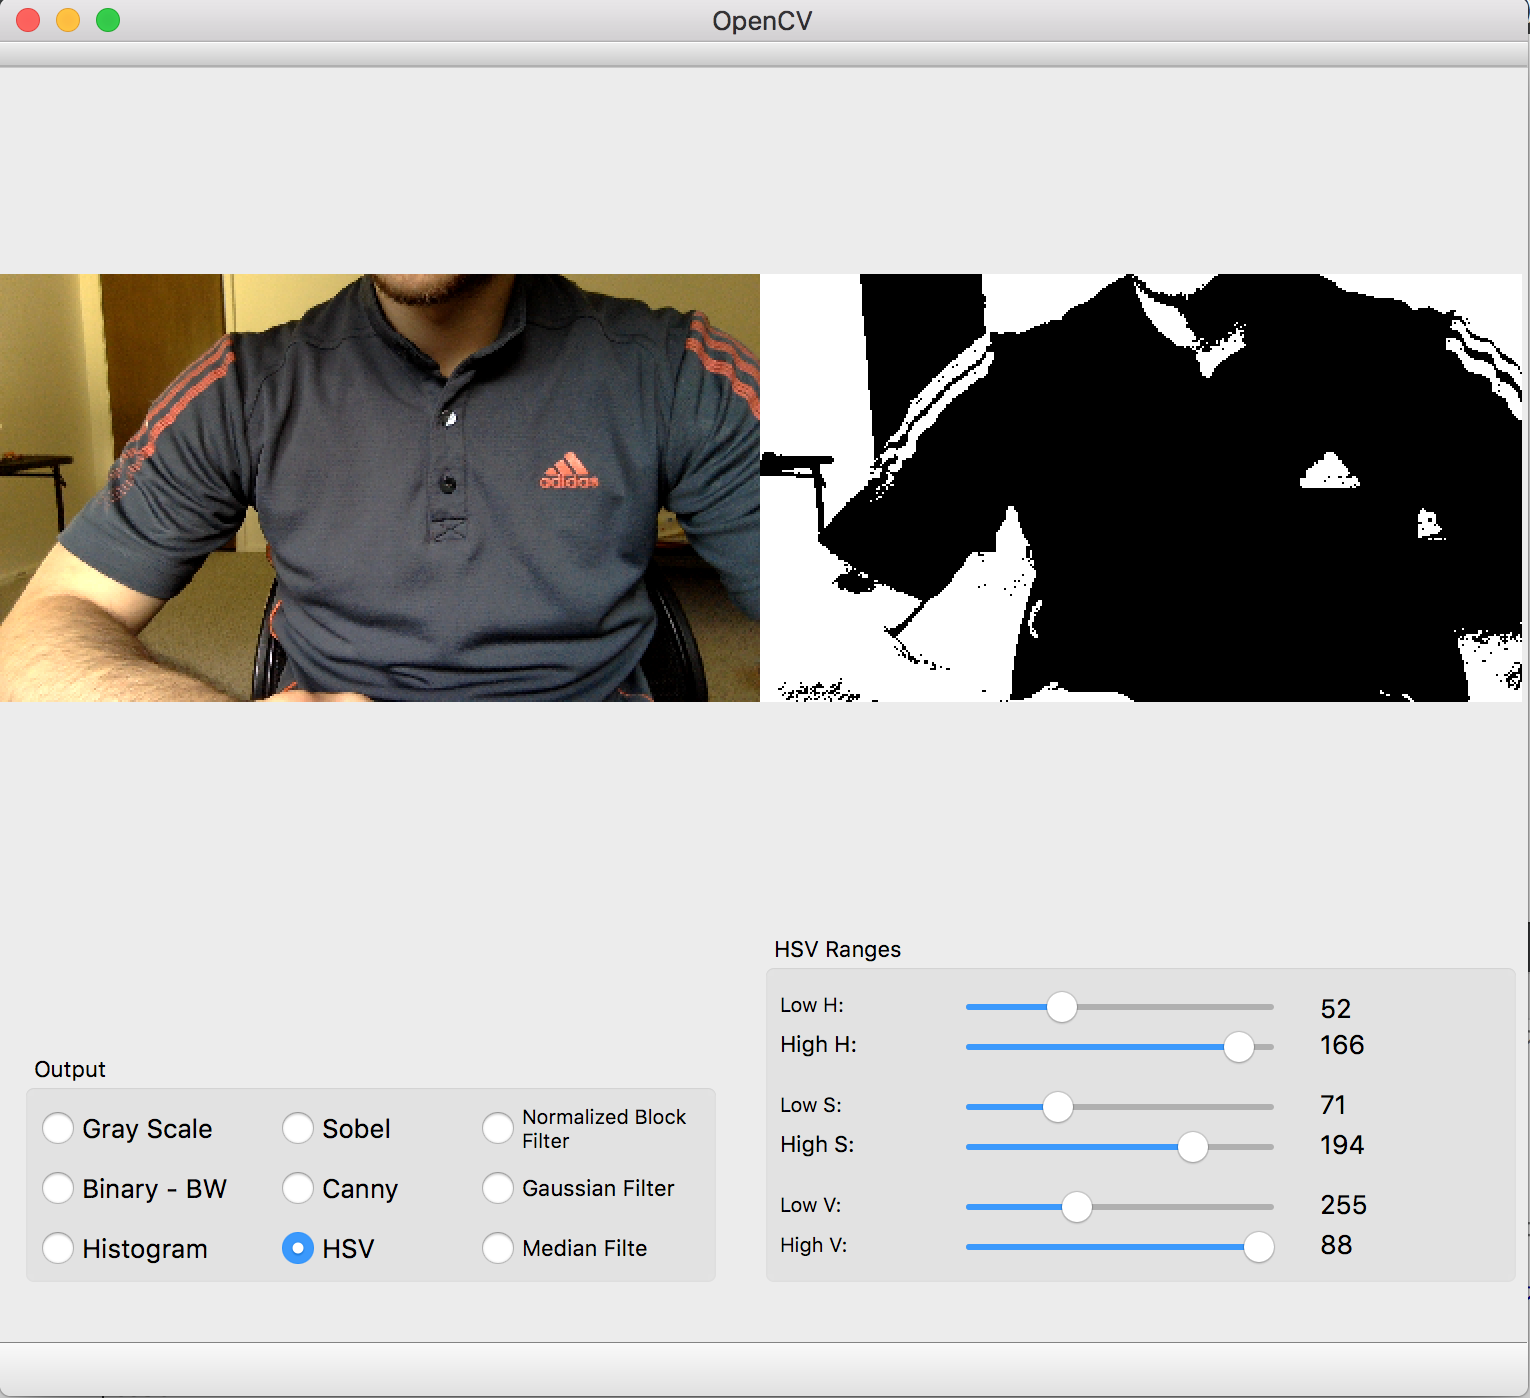 OpenCV
adidas
HSV Ranges
Low H:
52
High H:
166
Low S:
71
High S:
194
Low V:
255
High V:
88
Output
Gray Scale
Sobel
Normalized Block
Filter
Binary - BW
Canny
Gaussian Filter
Histogram
HSV
Median Filte